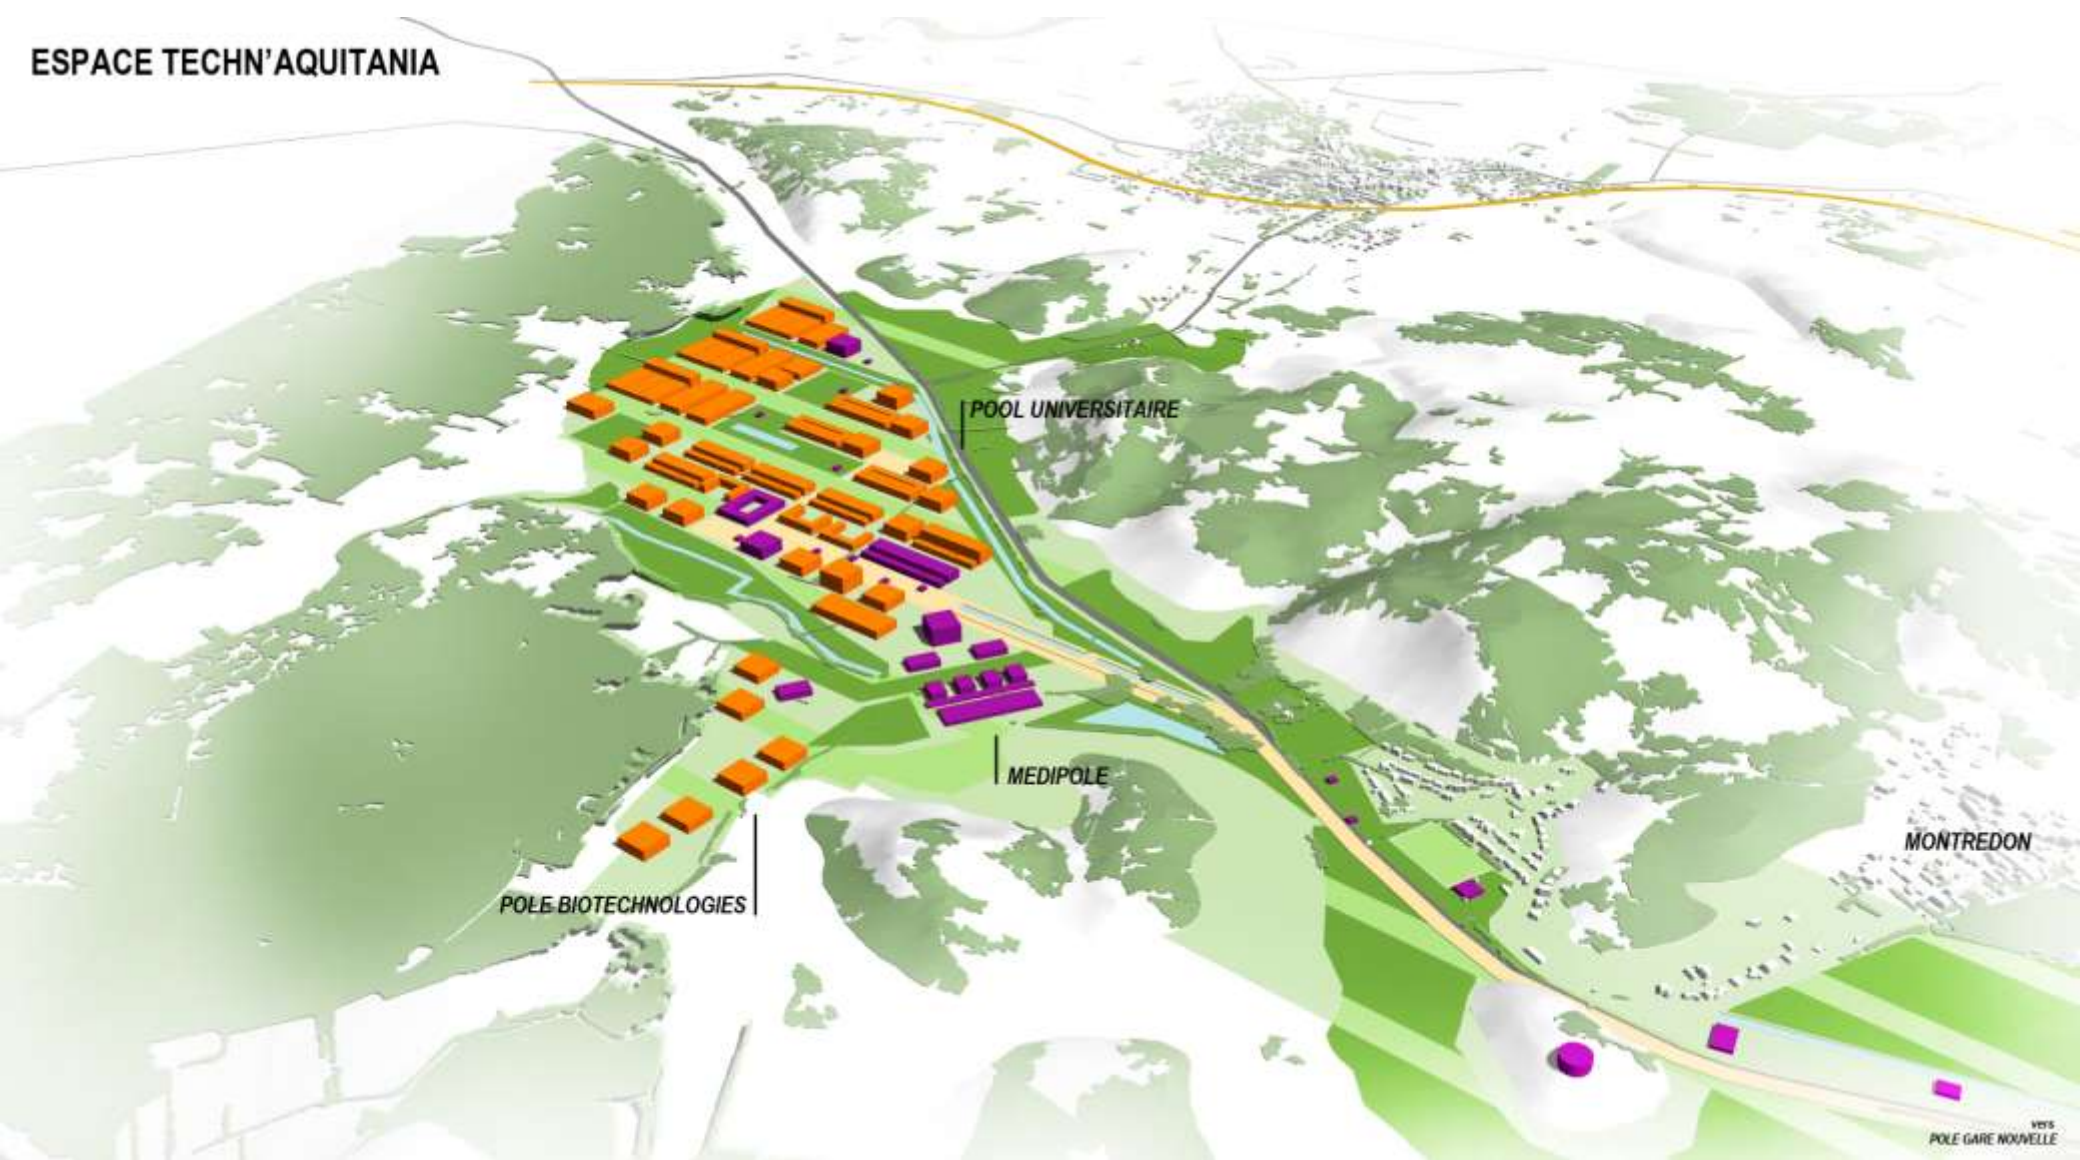 ESPACE TECHN'AQUITANIA
POOL UNIVERSITAIRE
MEDIPOLE
MONTREDON
POLE BIOTECHNOLOGIES
vers
POLE GARE NOUVELLE